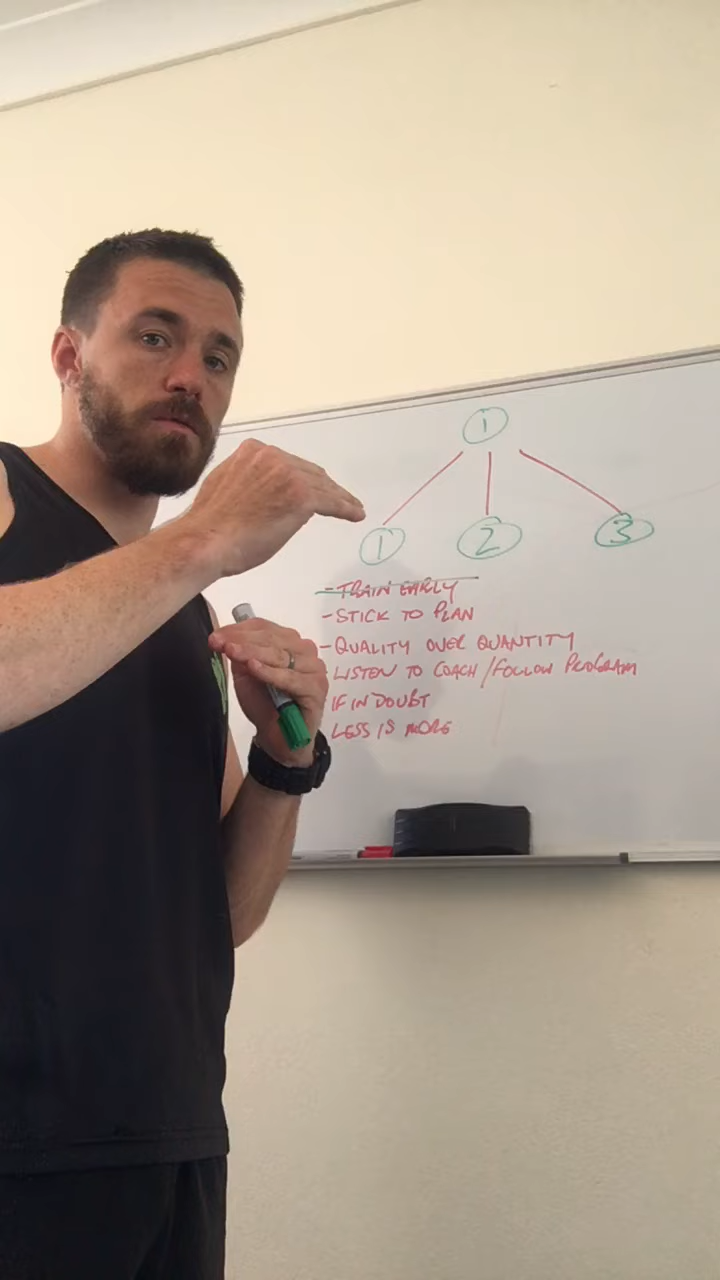 1
1 2 3
- TRAIN EARLY
- STICK TO PLAN
- QUALITY OVER QUANTITY
- LISTEN TO COACH / FOLLOW PROGRAM
IF IN DOUBT
LESS IS MORE